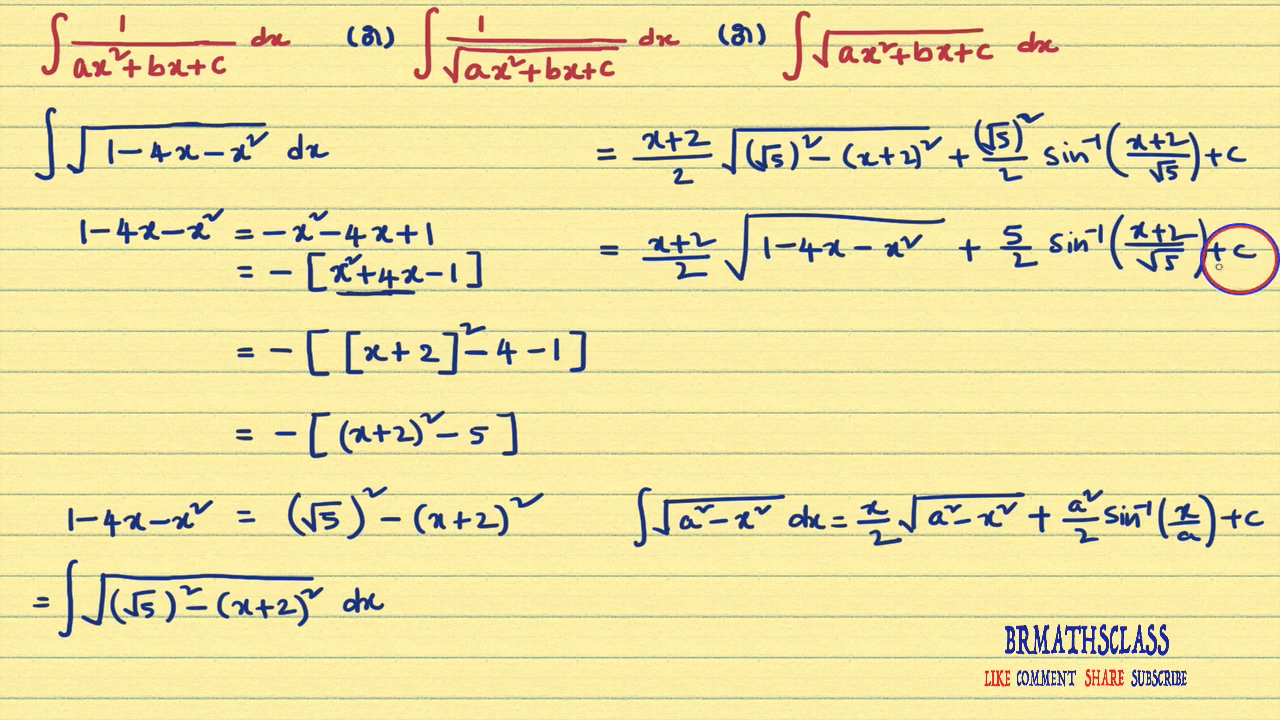 ∫ 1/(ax²+bx+c) dx (அ) ∫ 1/√(ax²+bx+c) dx (அ) ∫ √(ax²+bx+c) dx
∫ √(1-4x-x²) dx
1-4x-x² = -x²-4x+1
= -[x²+4x-1]
= -[[x+2]²-4-1]
= -[(x+2)²-5]
1-4x-x² = (√5)²-(x+2)²
= ∫ √((√5)²-(x+2)²) dx
= (x+2)/2 √((√5)²-(x+2)²) + (√5)²/2 sin⁻¹((x+2)/√5) + c
= (x+2)/2 √(1-4x-x²) + 5/2 sin⁻¹((x+2)/√5) + c
∫ √(a²-x²) dx = x/2 √(a²-x²) + a²/2 sin⁻¹(x/a) + c
BRMATHSCLASS
LIKE COMMENT SHARE SUBSCRIBE